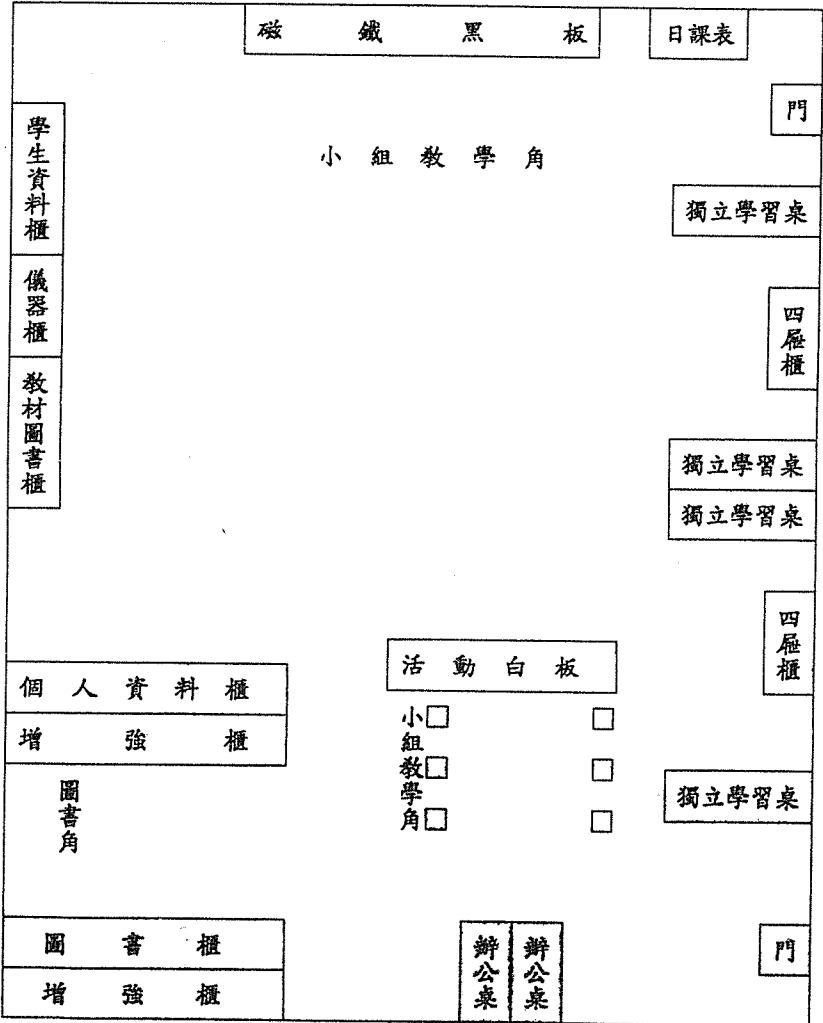 磁鐵黑板
日課表
門
小組教學角
學生資料櫃
獨立學習桌
儀器櫃
四屜櫃
教材圖書櫃
獨立學習桌
獨立學習桌
四屜櫃
活動白板
個人資料櫃
增強櫃
小組教學角
獨立學習桌
圖書角
圖書櫃
增強櫃
辦公桌
辦公桌
門